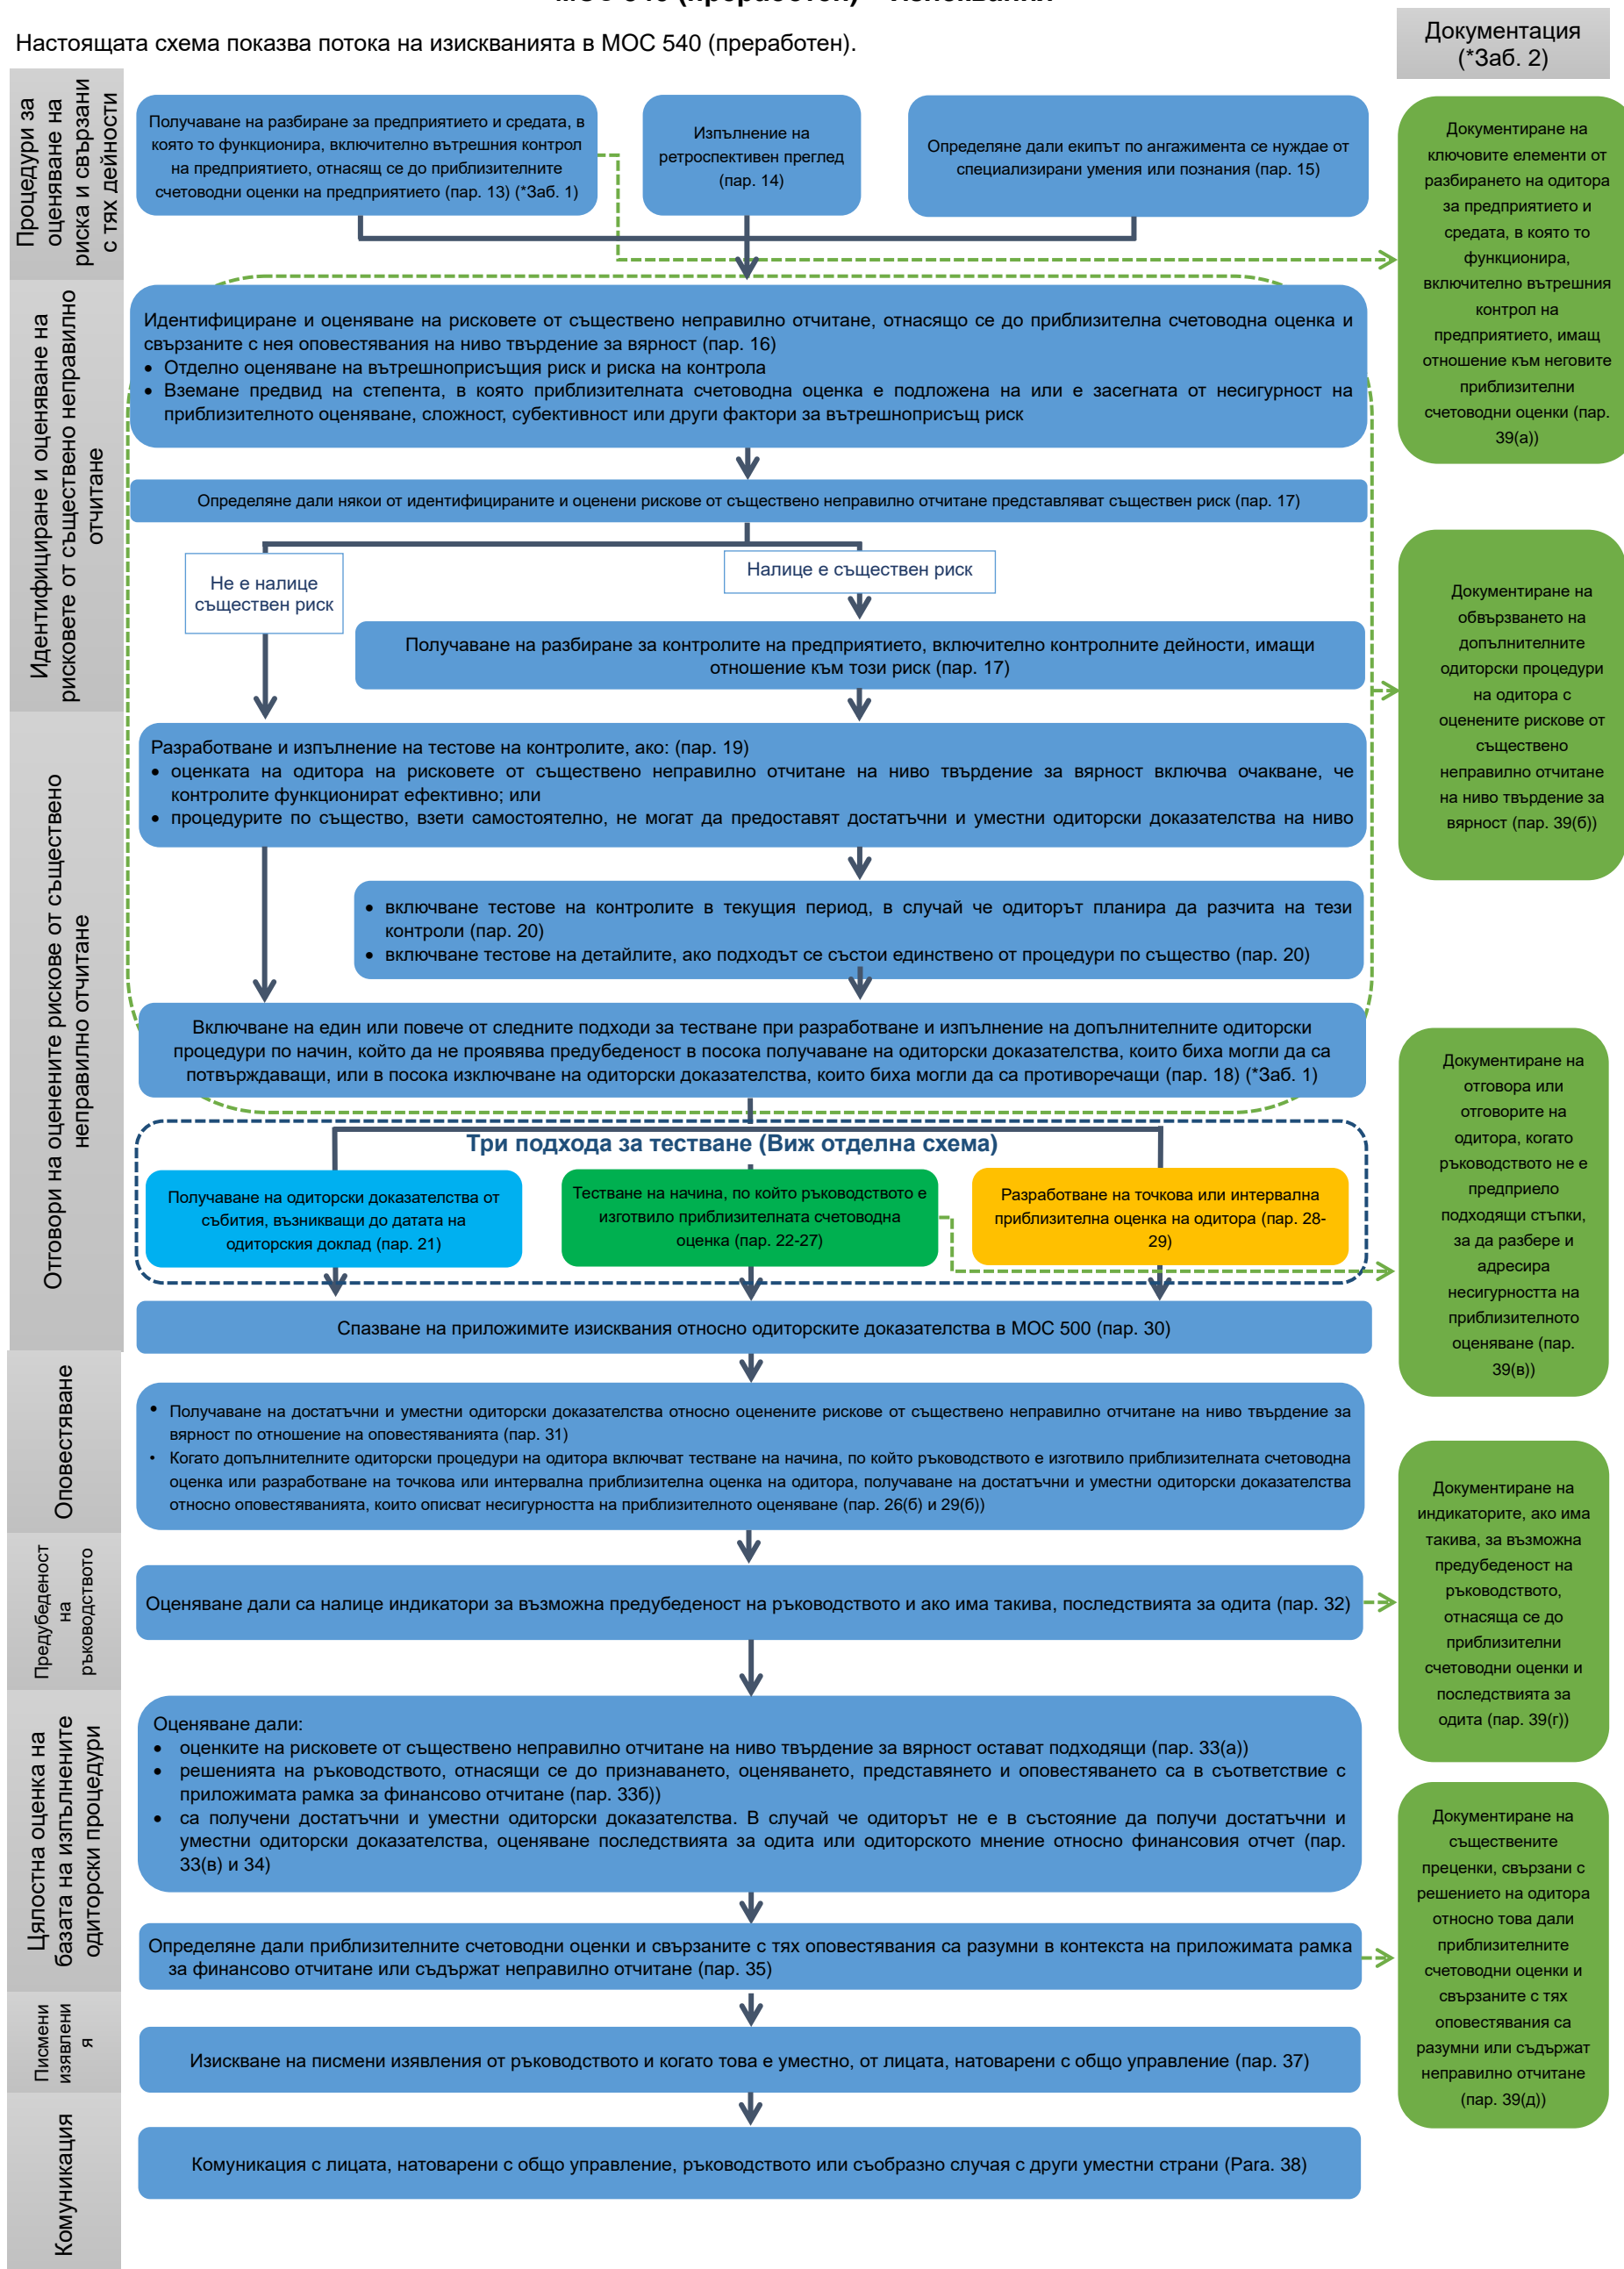 МОС 540 (преработен) – Изисквания
Настоящата схема показва потока на изискванията в МОС 540 (преработен).
Документация
(*Заб. 2)
Процедури за
оценяване на
риска и свързани
с тях дейности
Получаване на разбиране за предприятието и средата, в
която то функционира, включително вътрешния контрол
на предприятието, отнасящ се до приблизителните
счетоводни оценки на предприятието (пар. 13) (*Заб. 1)
Изпълнение на
ретроспективен преглед
(пар. 14)
Определяне дали екипът по ангажимента се нуждае от
специализирани умения или познания (пар. 15)
Документиране на
ключовите елементи от
разбирането на одитора
за предприятието и
средата, в която то
функционира,
включително вътрешния
контрол на
предприятието, имащ
отношение към неговите
приблизителни
счетоводни оценки (пар.
39(а))
Идентифициране и оценяване на
рисковете от съществено неправилно
отчитане
Идентифициране и оценяване на рисковете от съществено неправилно отчитане, отнасящо се до приблизителна счетоводна оценка и
свързаните с нея оповестявания на ниво твърдение за вярност (пар. 16)
• Отделно оценяване на вътрешноприсъщия риск и риска на контрола
• Вземане предвид на степента, в която приблизителната счетоводна оценка е подложена на или е засегната от несигурност на
приблизителното оценяване, сложност, субективност или други фактори за вътрешноприсъщ риск
Определяне дали някои от идентифицираните и оценени рискове от съществено неправилно отчитане представляват съществен риск (пар. 17)
Не е налице
съществен риск
Налице е съществен риск
Получаване на разбиране за контролите на предприятието, включително контролните дейности, имащи
отношение към този риск (пар. 17)
Документиране на
обвързването на
допълнителните
одиторски процедури
на одитора с
оценените рискове от
съществено
неправилно отчитане
на ниво твърдение за
вярност (пар. 39(б))
Отговори на оценените рискове от съществено
неправилно отчитане
Разработване и изпълнение на тестове на контролите, ако: (пар. 19)
• оценката на одитора на рисковете от съществено неправилно отчитане на ниво твърдение за вярност включва очакване, че
контролите функционират ефективно; или
• процедурите по същество, взети самостоятелно, не могат да предоставят достатъчни и уместни одиторски доказателства на ниво
• включване тестове на контролите в текущия период, в случай че одиторът планира да разчита на тези
контроли (пар. 20)
• включване тестове на детайлите, ако подходът се състои единствено от процедури по същество (пар. 20)
Включване на един или повече от следните подходи за тестване при разработване и изпълнение на допълнителните одиторски
процедури по начин, който да не проявява предубеденост в посока получаване на одиторски доказателства, които биха могли да са
потвърждаващи, или в посока изключване на одиторски доказателства, които биха могли да са противоречащи (пар. 18) (*Заб. 1)
Три подхода за тестване (Виж отделна схема)
Получаване на одиторски доказателства от
събития, възникващи до датата на
одиторския доклад (пар. 21)
Тестване на начина, по който ръководството е
изготвило приблизителната счетоводна
оценка (пар. 22-27)
Разработване на точкова или интервална
приблизителна оценка на одитора (пар. 28-
29)
Документиране на
отговора или
отговорите на
одитора, когато
ръководството не е
предприело
подходящи стъпки,
за да разбере и
адресира
несигурността на
приблизителното
оценяване (пар.
39(в))
Спазване на приложимите изисквания относно одиторските доказателства в МОС 500 (пар. 30)
Оповестяване
• Получаване на достатъчни и уместни одиторски доказателства относно оценените рискове от съществено неправилно отчитане на ниво твърдение за
вярност по отношение на оповестяванията (пар. 31)
• Когато допълнителните одиторски процедури на одитора включват тестване на начина, по който ръководството е изготвило приблизителната счетоводна
оценка или разработване на точкова или интервална приблизителна оценка на одитора, получаване на достатъчни и уместни одиторски доказателства
относно оповестяванията, които описват несигурността на приблизителното оценяване (пар. 26(б) и 29(б))
Предубеденост
на
ръководството
Оценяване дали са налице индикатори за възможна предубеденост на ръководството и ако има такива, последствията за одита (пар. 32)
Документиране на
индикаторите, ако има
такива, за възможна
предубеденост на
ръководството,
отнасяща се до
приблизителни
счетоводни оценки и
последствията за
одита (пар. 39(г))
Цялостна оценка на
базата на изпълнените
одиторски процедури
Оценяване дали:
• оценките на рисковете от съществено неправилно отчитане на ниво твърдение за вярност остават подходящи (пар. 33(а))
• решенията на ръководството, отнасящи се до признаването, оценяването, представянето и оповестяването са в съответствие с
приложимата рамка за финансово отчитане (пар. 33б))
• са получени достатъчни и уместни одиторски доказателства. В случай че одиторът не е в състояние да получи достатъчни и
уместни одиторски доказателства, оценяване последствията за одита или одиторското мнение относно финансовия отчет (пар.
33(в) и 34)
Определяне дали приблизителните счетоводни оценки и свързаните с тях оповестявания са разумни в контекста на приложимата рамка
за финансово отчитане или съдържат неправилно отчитане (пар. 35)
Документиране на
съществените
преценки, свързани с
решението на одитора
относно това дали
приблизителните
счетоводни оценки и
свързаните с тях
оповестявания са
разумни или съдържат
неправилно отчитане
(пар. 39(д))
Писмени
изявлени
я
Изискване на писмени изявления от ръководството и когато това е уместно, от лицата, натоварени с общо управление (пар. 37)
Комуникация
Комуникация с лицата, натоварени с общо управление, ръководството или съобразно случая с други уместни страни (Para. 38)